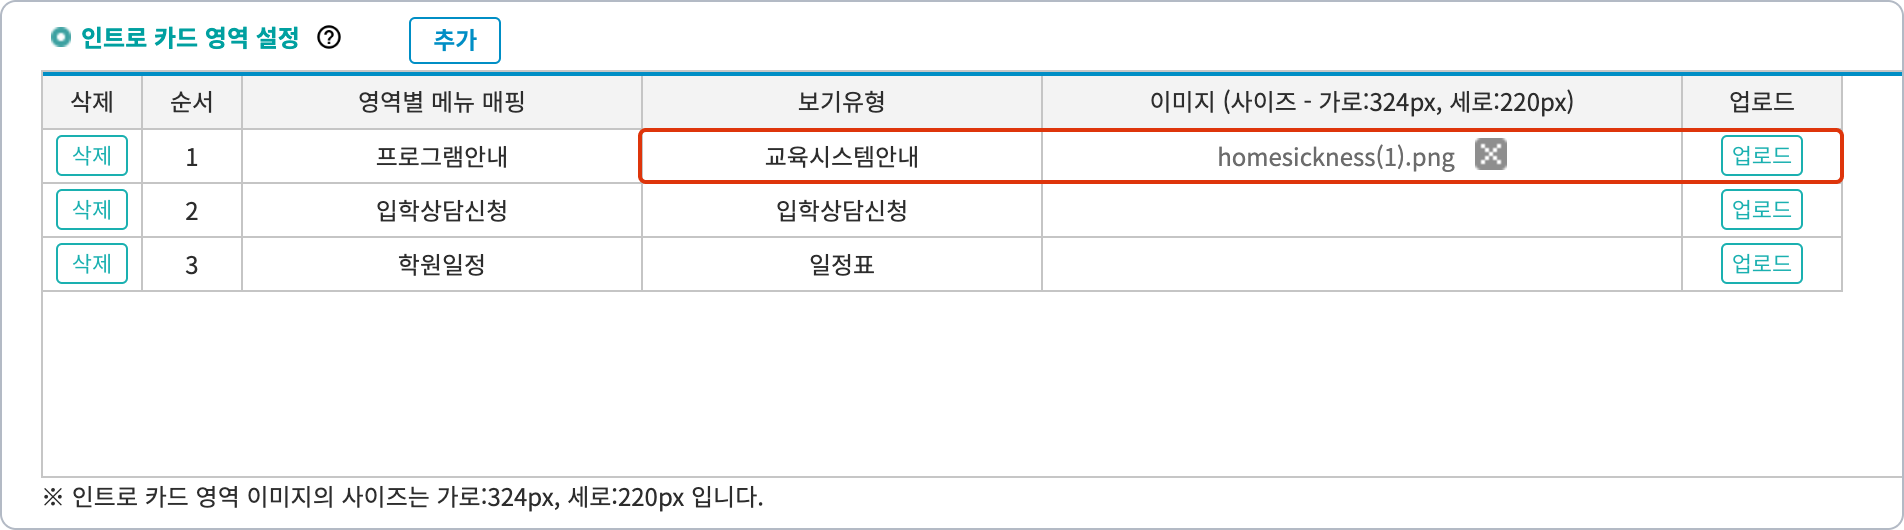 인트로 카드 영역 설정 ? 추가
삭제 순서 영역별 메뉴 매핑 보기유형 이미지 (사이즈 - 가로:324px, 세로:220px) 업로드
삭제 1 프로그램안내 교육시스템안내 homesickness(1).png 업로드
삭제 2 입학상담신청 입학상담신청 업로드
삭제 3 학원일정 일정표 업로드
※ 인트로 카드 영역 이미지의 사이즈는 가로:324px, 세로:220px 입니다.